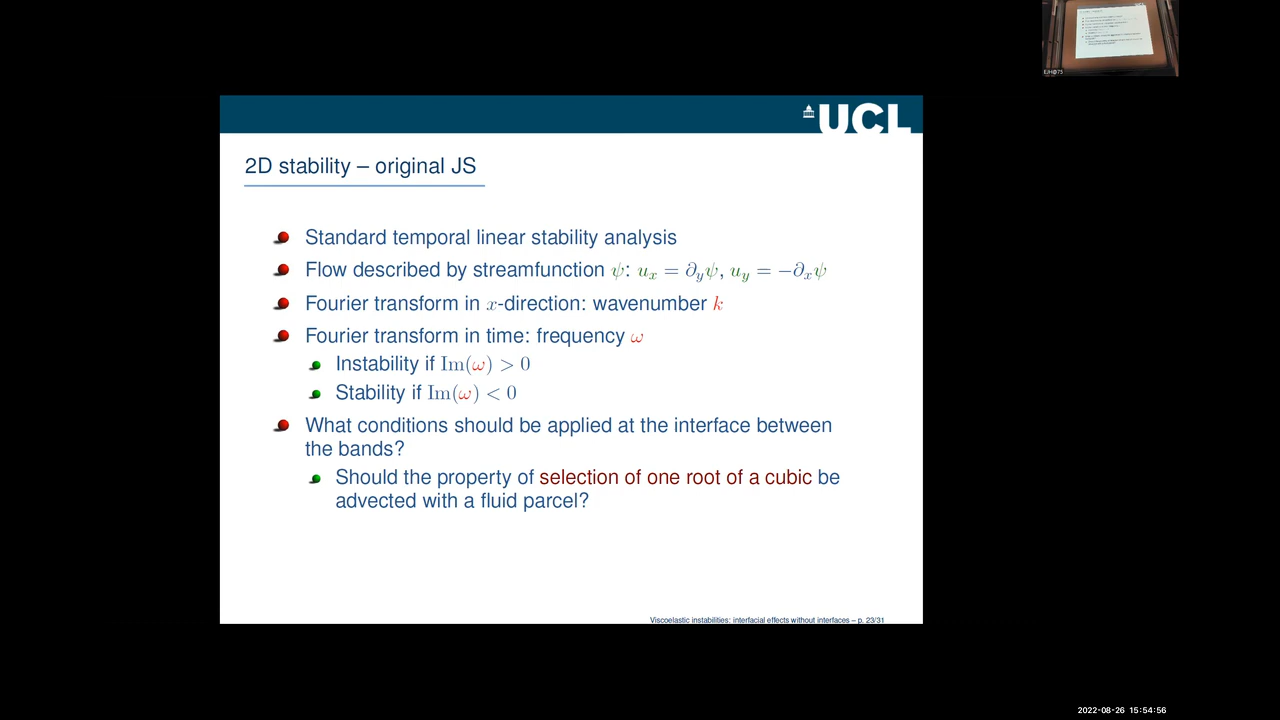 EJH@75
UCL
2D stability – original JS
Standard temporal linear stability analysis
Flow described by streamfunction ψ: u_x = ∂_yψ, u_y = −∂_xψ
Fourier transform in x-direction: wavenumber k
Fourier transform in time: frequency ω
Instability if Im(ω) > 0
Stability if Im(ω) < 0
What conditions should be applied at the interface between
the bands?
Should the property of selection of one root of a cubic be
advected with a fluid parcel?
Viscoelastic instabilities: interfacial effects without interfaces – p. 23/31
2022-08-26 15:54:56